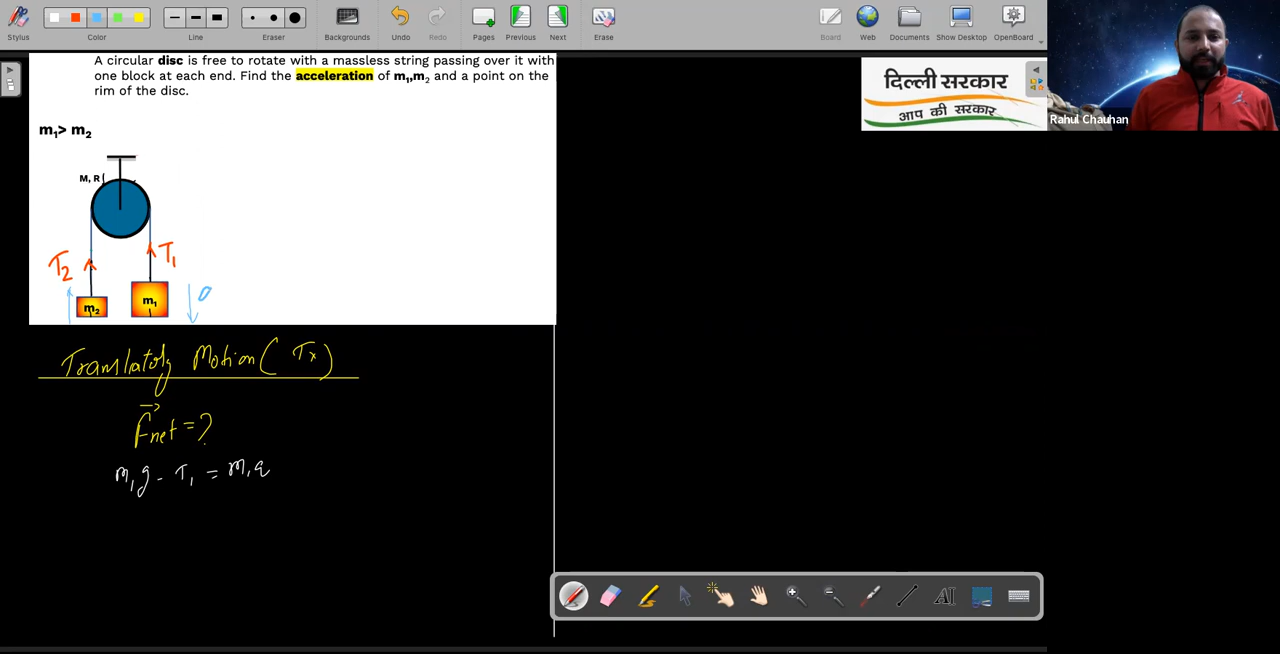 Stylus
Color
Line
Eraser
Backgrounds
Undo
Redo
Pages
Previous
Next
Erase
Board
Web
Documents
Show Desktop
OpenBoard
A circular disc is free to rotate with a massless string passing over it with
one block at each end. Find the acceleration of m₁,m₂ and a point on the
rim of the disc.
दिल्ली सरकार
आप की सरकार
Rahul Chauhan
m₁> m₂
M, R
T₂
T₁
m₂
m₁
Translatory Motion (Tx)
Fnet = ?
m₁g - T₁ = m₁a
AI